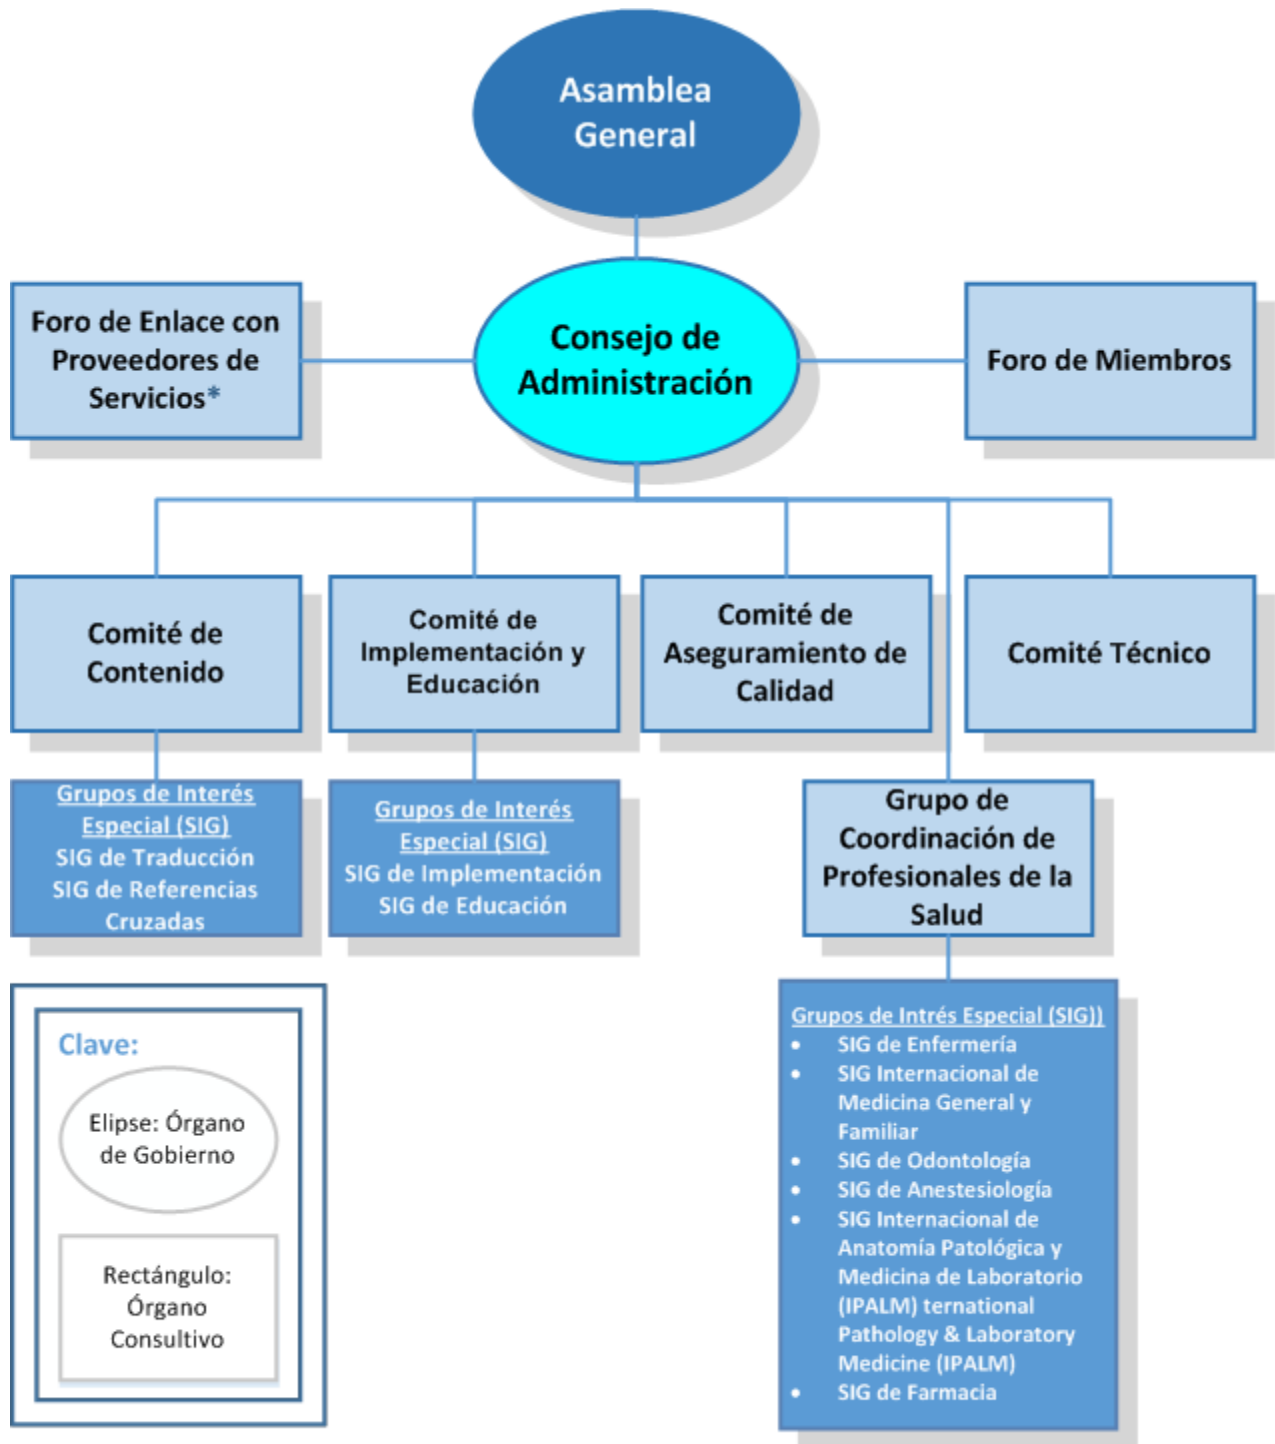 Asamblea
General
Foro de Enlace con
Proveedores de
Servicios*
Consejo de
Administración
Foro de Miembros
Comité de
Contenido
Comité de
Implementación y
Educación
Comité de
Aseguramiento de
Calidad
Comité Técnico
Grupos de Interés
Especial (SIG)
SIG de Traducción
SIG de Referencias
Cruzadas
Grupos de Interés
Especial (SIG)
SIG de Implementación
SIG de Educación
Grupo de
Coordinación de
Profesionales de la
Salud
Grupos de Intrés Especial (SIG))
• SIG de Enfermería
• SIG Internacional de
Medicina General y
Familiar
• SIG de Odontología
• SIG de Anestesiología
• SIG Internacional de
Anatomía Patológica y
Medicina de Laboratorio
(IPALM) ternational
Pathology & Laboratory
Medicine (IPALM)
• SIG de Farmacia
Clave:
Elipse: Órgano
de Gobierno
Rectángulo:
Órgano
Consultivo